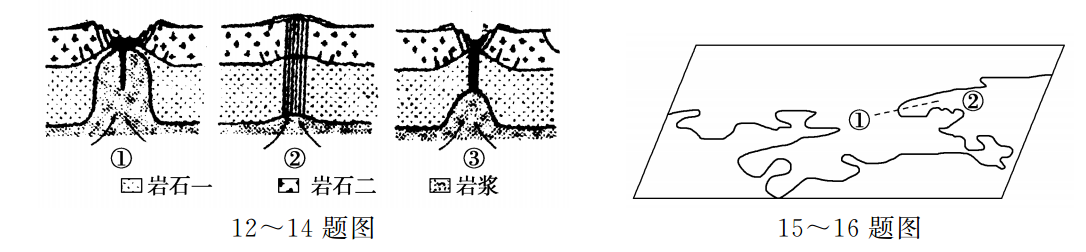 ① ② ③
岩石一 岩石二 岩浆
12～14 题图
① ②
15～16 题图